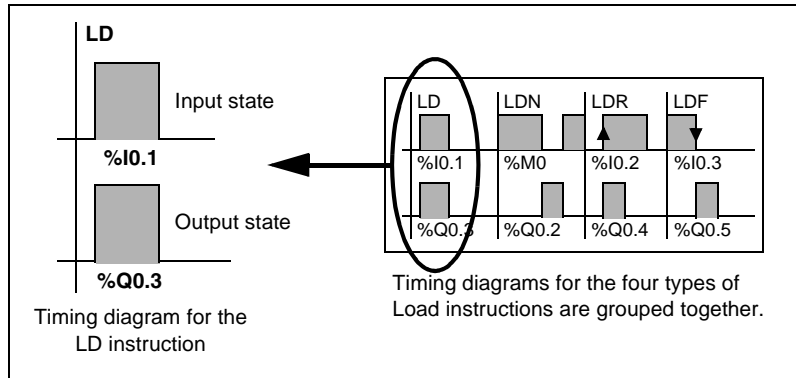 LD
Input state
%I0.1
Output state
%Q0.3
Timing diagram for the
LD instruction
LD LDN LDR LDF
%I0.1 %M0 %I0.2 %I0.3
%Q0.3 %Q0.2 %Q0.4 %Q0.5
Timing diagrams for the four types of
Load instructions are grouped together.